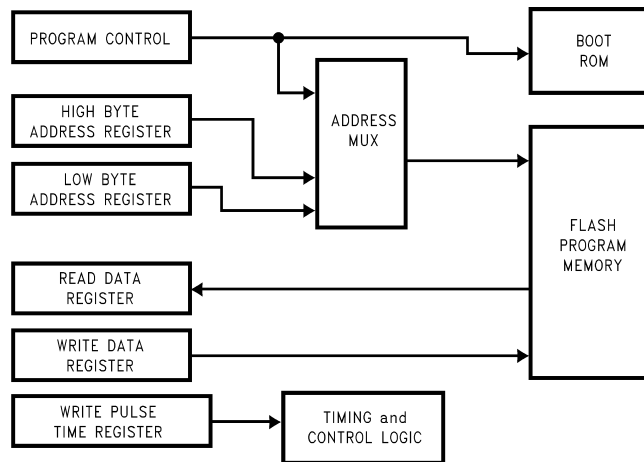 PROGRAM CONTROL
BOOT
ROM
HIGH BYTE
ADDRESS REGISTER
ADDRESS
MUX
LOW BYTE
ADDRESS REGISTER
FLASH
PROGRAM
MEMORY
READ DATA
REGISTER
WRITE DATA
REGISTER
WRITE PULSE
TIME REGISTER
TIMING and
CONTROL LOGIC